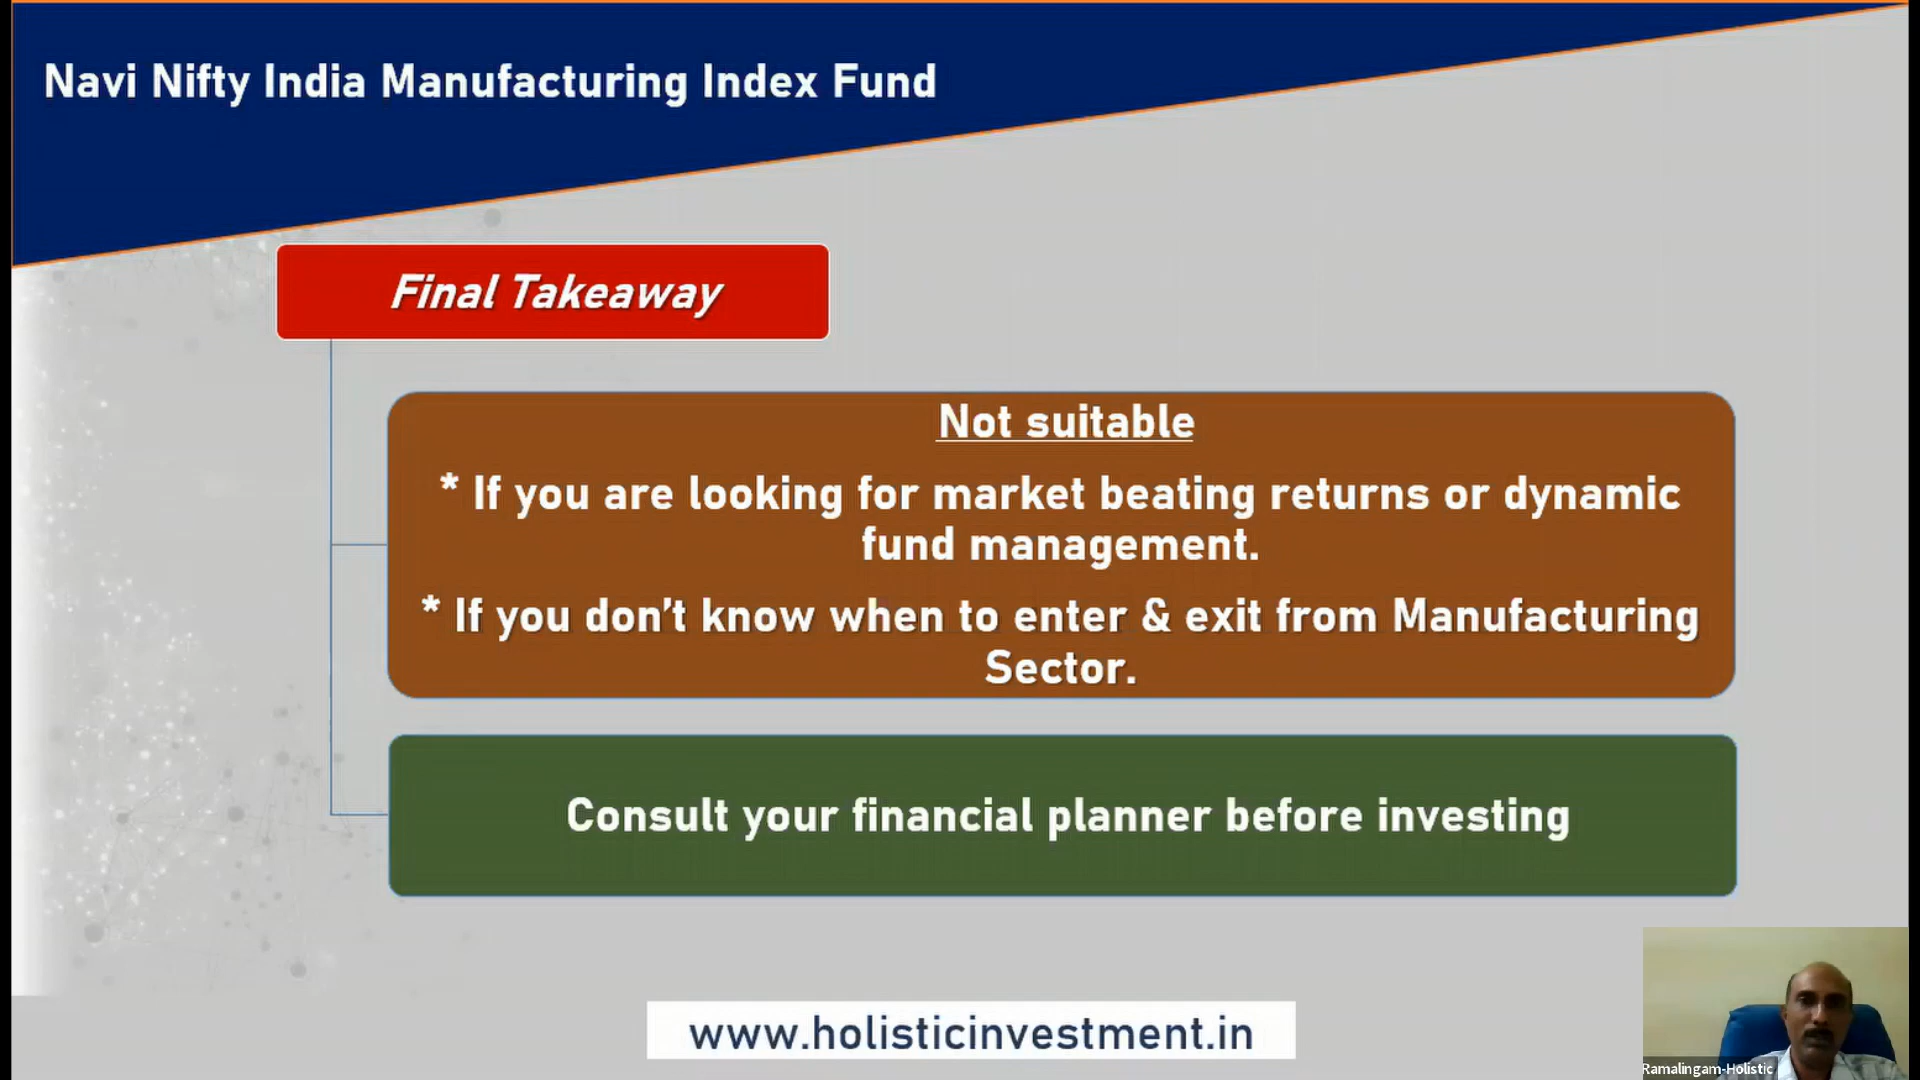 Navi Nifty India Manufacturing Index Fund
Final Takeaway
Not suitable
* If you are looking for market beating returns or dynamic
fund management.
* If you don't know when to enter & exit from Manufacturing
Sector.
Consult your financial planner before investing
www.holisticinvestment.in
Ramalingam-Holistic